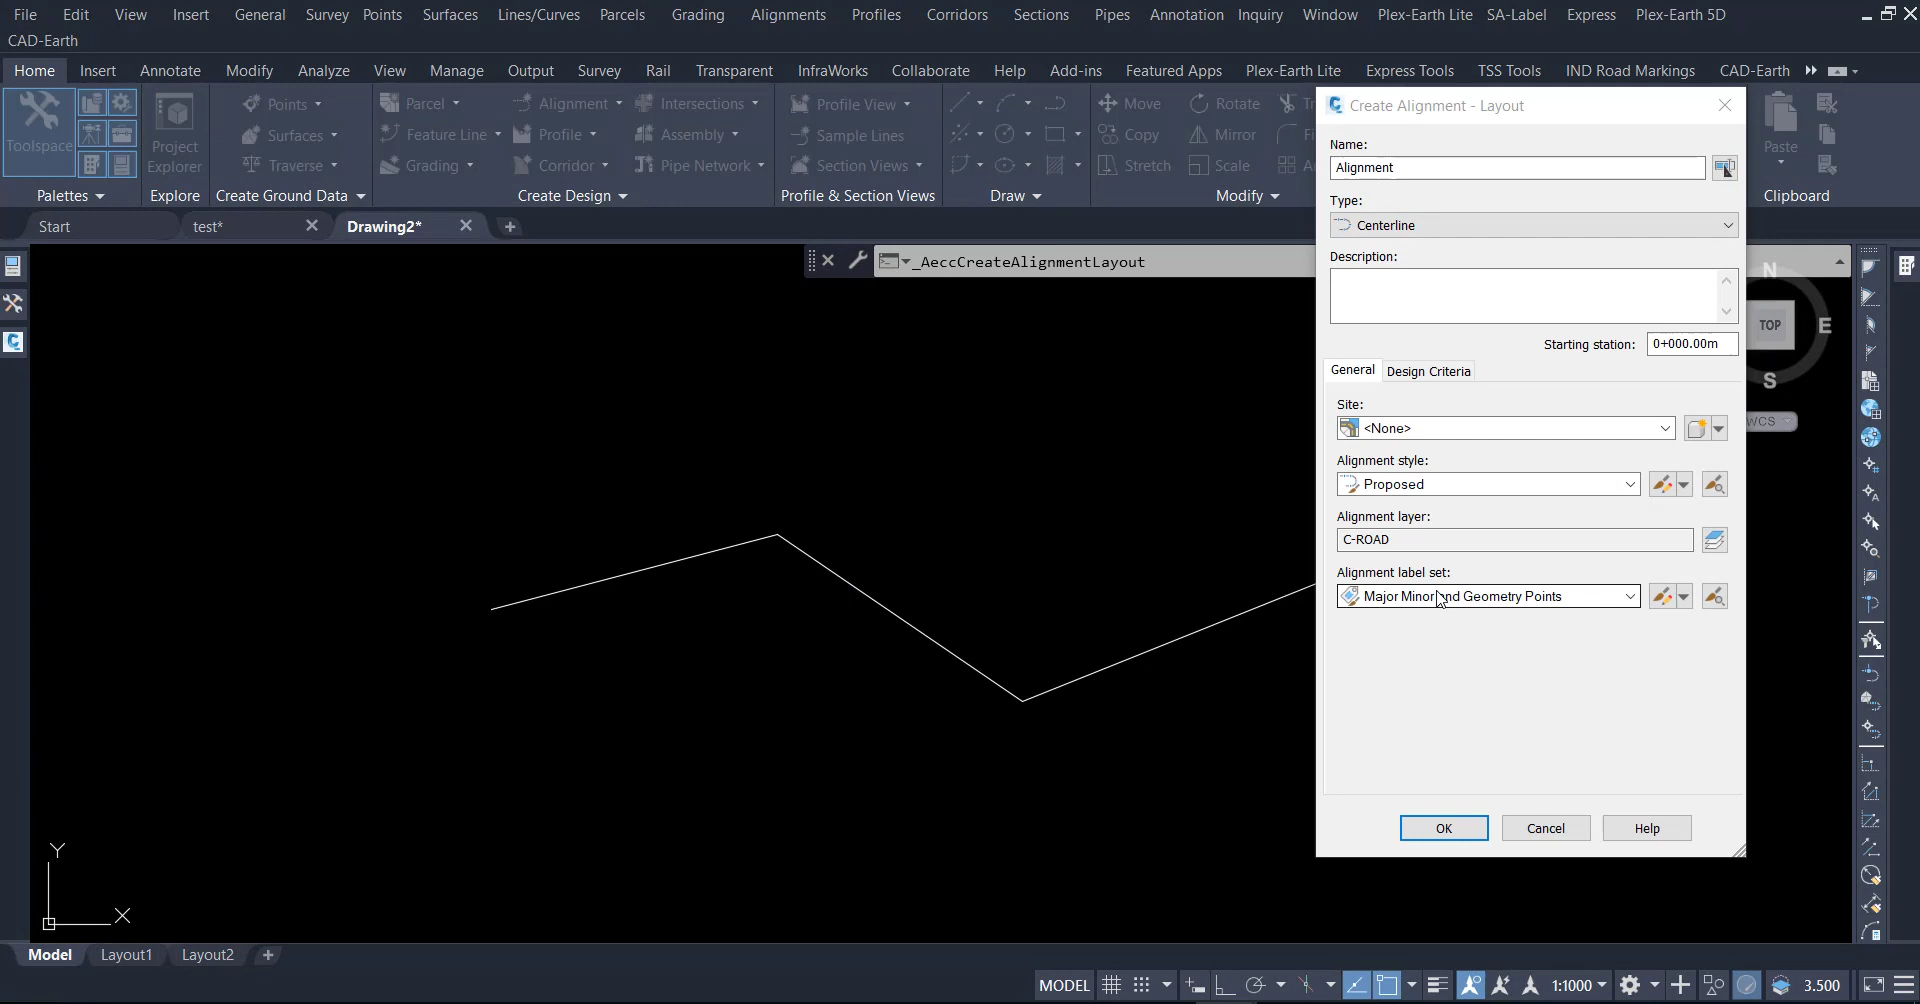 File Edit View Insert General Survey Points Surfaces Lines/Curves Parcels Grading Alignments Profiles Corridors Sections Pipes Annotation Inquiry Window Plex-Earth Lite SA-Label Express Plex-Earth 5D
CAD-Earth
Home Insert Annotate Modify Analyze View Manage Output Survey Rail Transparent InfraWorks Collaborate Help Add-ins Featured Apps Plex-Earth Lite Express Tools TSS Tools IND Road Markings CAD-Earth
Points Parcel Alignment Intersections Profile View Move Rotate
Toolspace Project Explorer Surfaces Feature Line Profile Assembly Sample Lines Copy Mirror Paste
Traverse Grading Corridor Pipe Network Section Views Stretch Scale
Palettes Explore Create Ground Data Create Design Profile & Section Views Draw Modify Clipboard
Start test* Drawing2*
_AeccCreateAlignmentLayout
Create Alignment - Layout
Name:
Alignment
Type:
Centerline
Description:
Starting station: 0+000.00m
General Design Criteria
Site:
<None>
Alignment style:
Proposed
Alignment layer:
C-ROAD
Alignment label set:
Major Minor and Geometry Points
OK Cancel Help
N
TOP E
S
WCS
Y
X
Model Layout1 Layout2
MODEL 1:1000 3.500